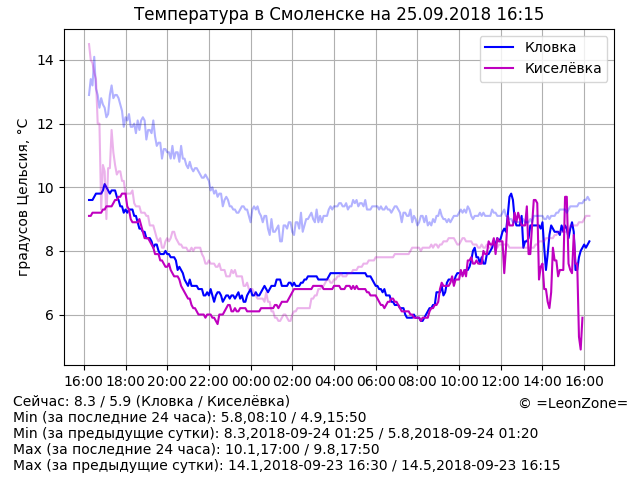 Температура в Смоленске на 25.09.2018 16:15
градусов Цельсия, °C
14
12
10
8
6
Кловка
Киселёвка
16:00 18:00 20:00 22:00 00:00 02:00 04:00 06:00 08:00 10:00 12:00 14:00 16:00
Сейчас: 8.3 / 5.9 (Кловка / Киселёвка)
© =LeonZone=
Min (за последние 24 часа): 5.8,08:10 / 4.9,15:50
Min (за предыдущие сутки): 8.3,2018-09-24 01:25 / 5.8,2018-09-24 01:20
Max (за последние 24 часа): 10.1,17:00 / 9.8,17:50
Max (за предыдущие сутки): 14.1,2018-09-23 16:30 / 14.5,2018-09-23 16:15